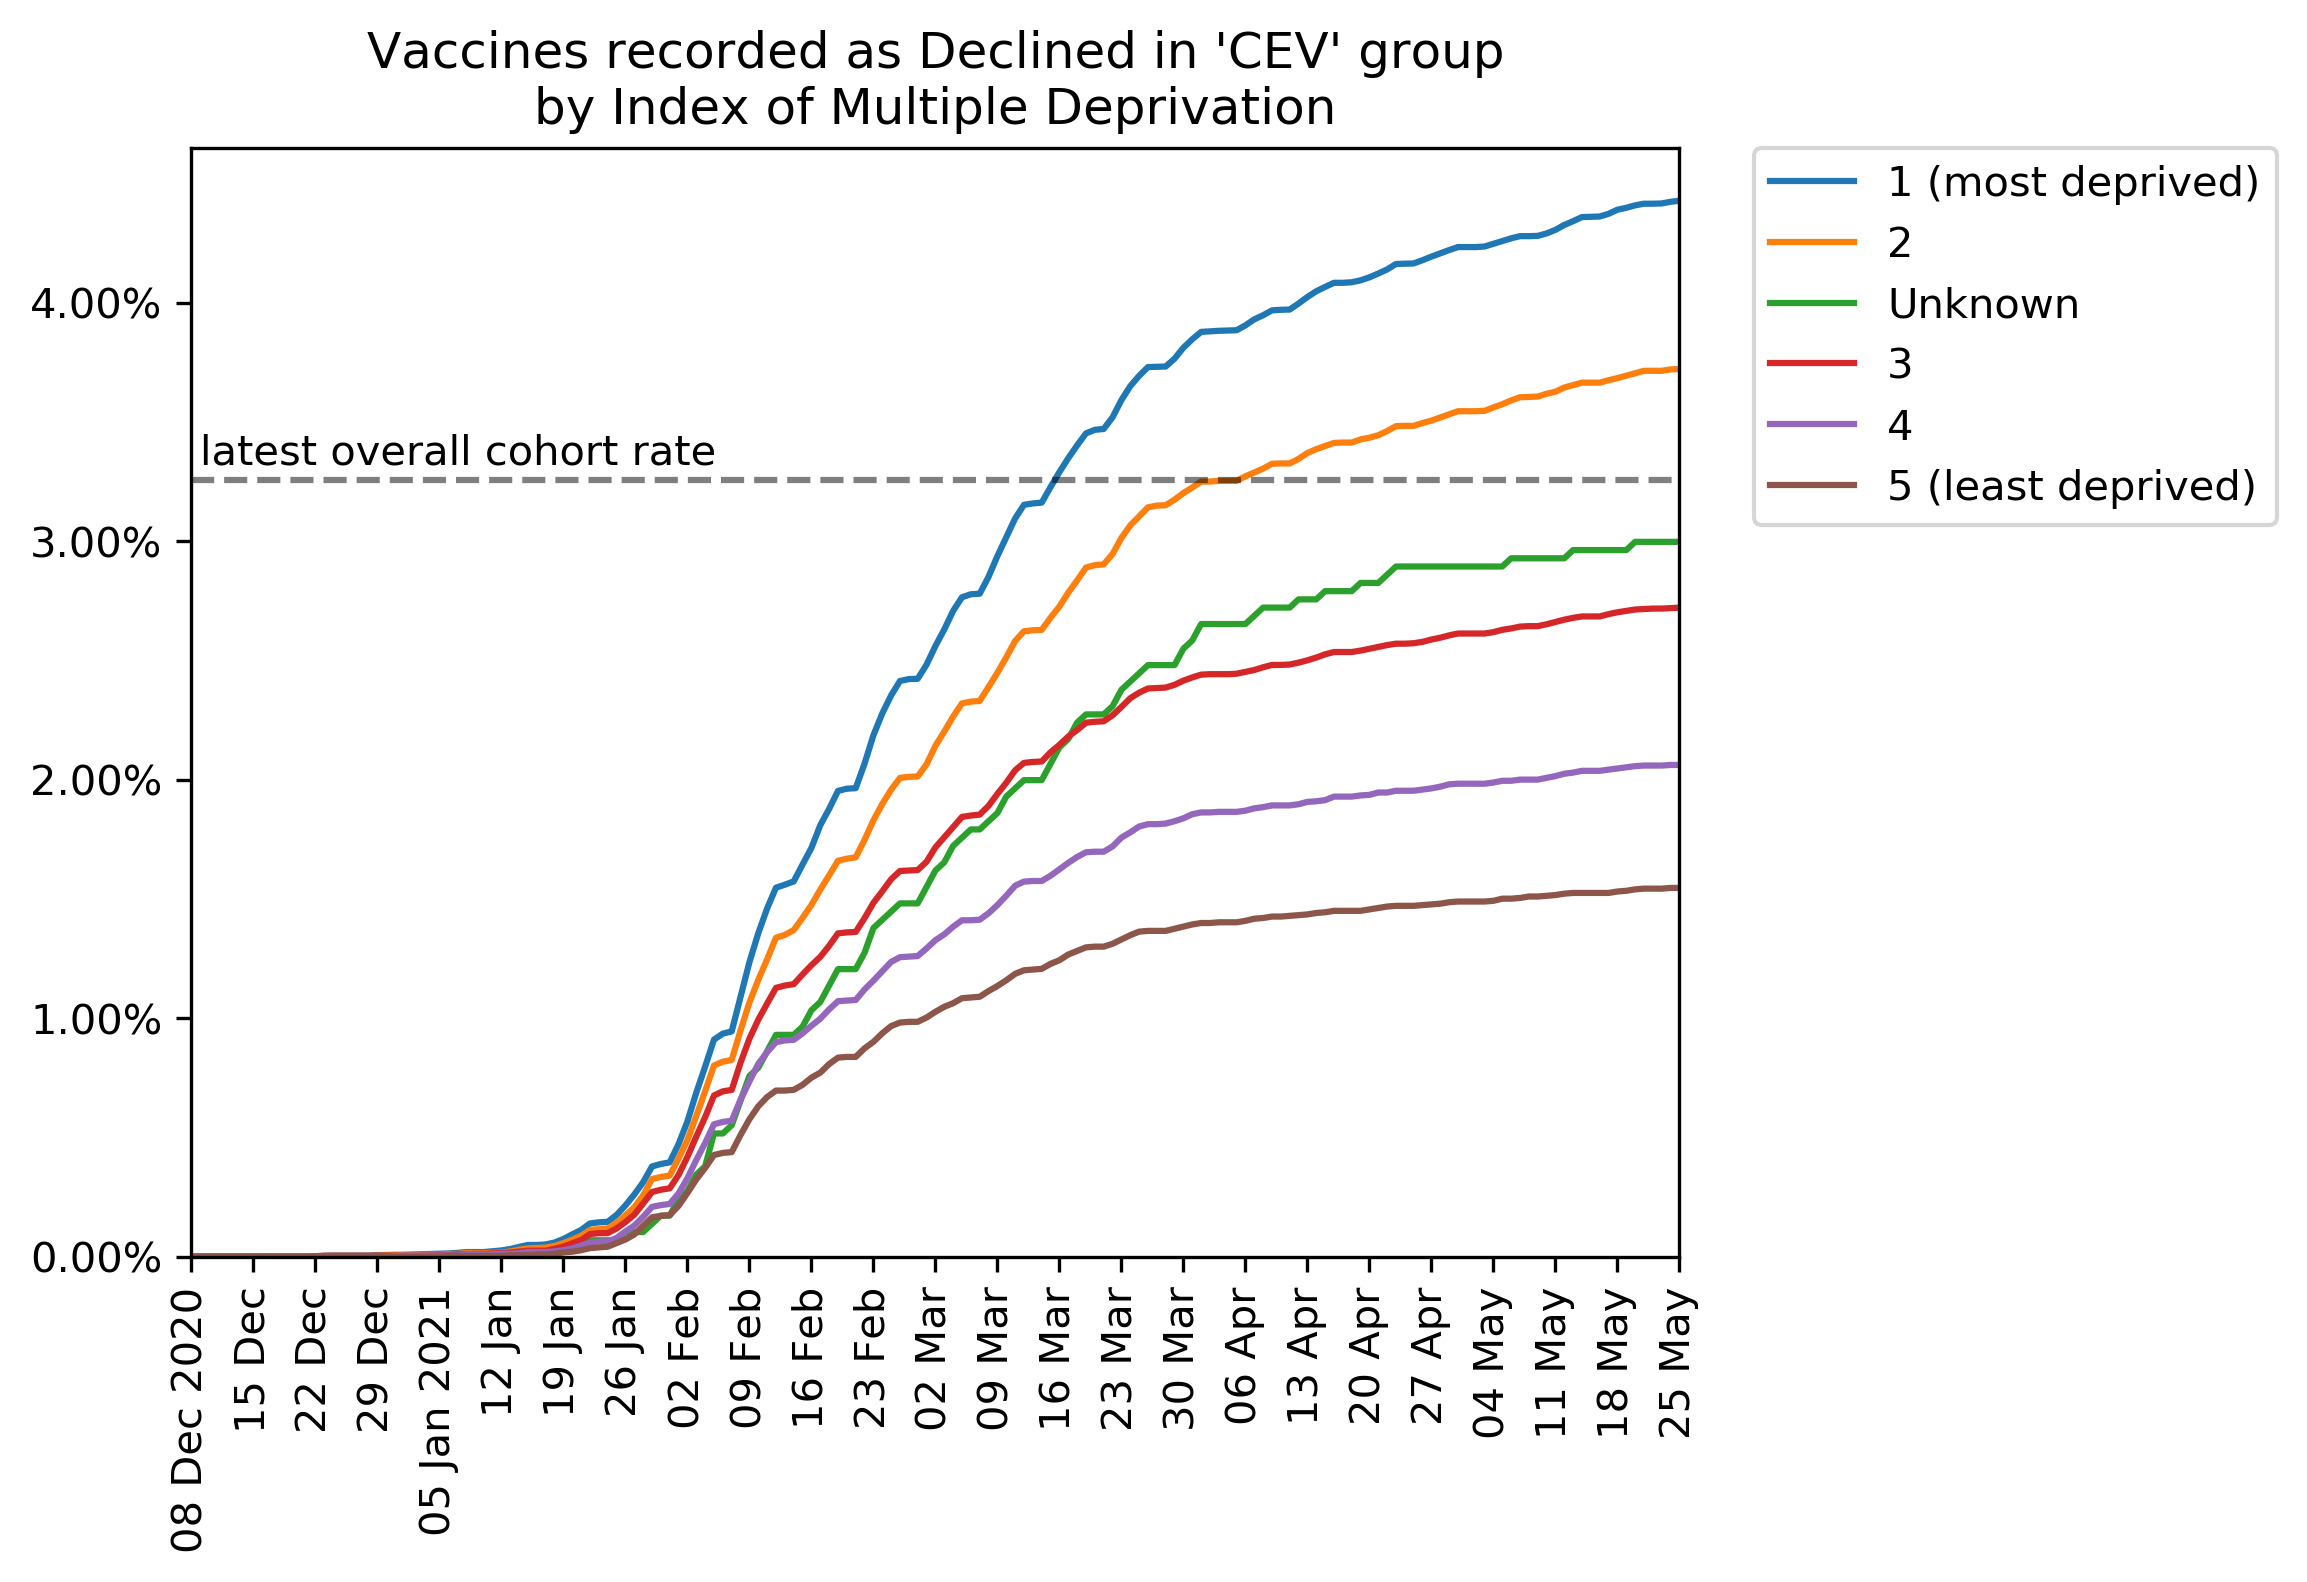 Vaccines recorded as Declined in 'CEV' group
by Index of Multiple Deprivation
1 (most deprived)
2
Unknown
3
4
5 (least deprived)
4.00%
latest overall cohort rate
3.00%
2.00%
1.00%
0.00%
08 Dec 2020
15 Dec
22 Dec
29 Dec
05 Jan 2021
12 Jan
19 Jan
26 Jan
02 Feb
09 Feb
16 Feb
23 Feb
02 Mar
09 Mar
16 Mar
23 Mar
30 Mar
06 Apr
13 Apr
20 Apr
27 Apr
04 May
11 May
18 May
25 May